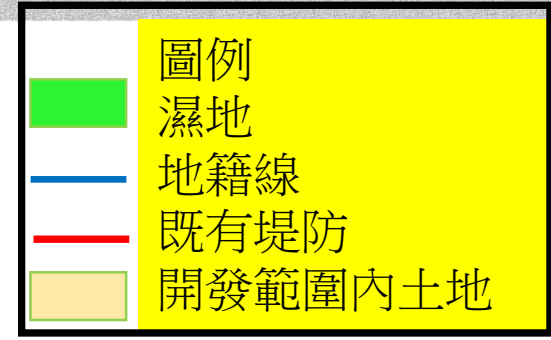 圖例
濕地
地籍線
既有堤防
開發範圍內土地